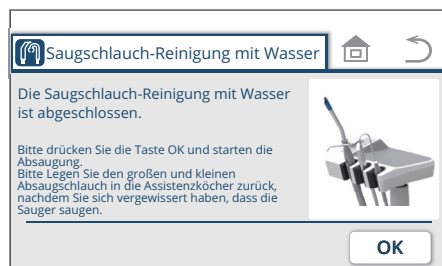 Saugschlauch-Reinigung mit Wasser
Die Saugschlauch-Reinigung mit Wasser
ist abgeschlossen.
Bitte drücken Sie die Taste OK und starten die
Absaugung.
Bitte Legen Sie den großen und kleinen
Absaugschlauch in die Assistenzköcher zurück,
nachdem Sie sich vergewissert haben, dass die
Sauger saugen.
OK